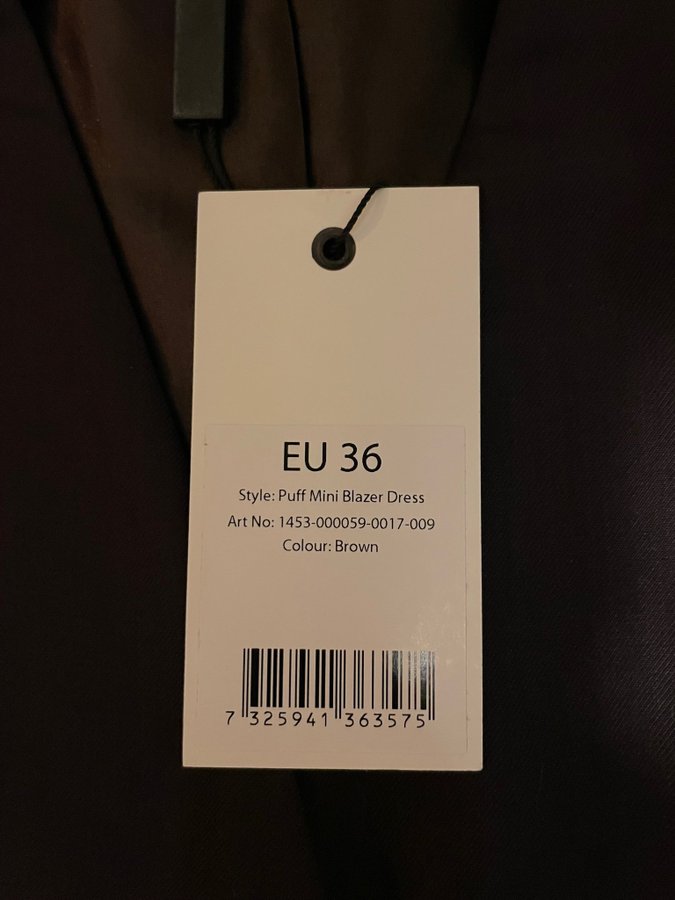 EU 36
Style: Puff Mini Blazer Dress
Art No: 1453-000059-0017-009
Colour: Brown
7 325941 363575